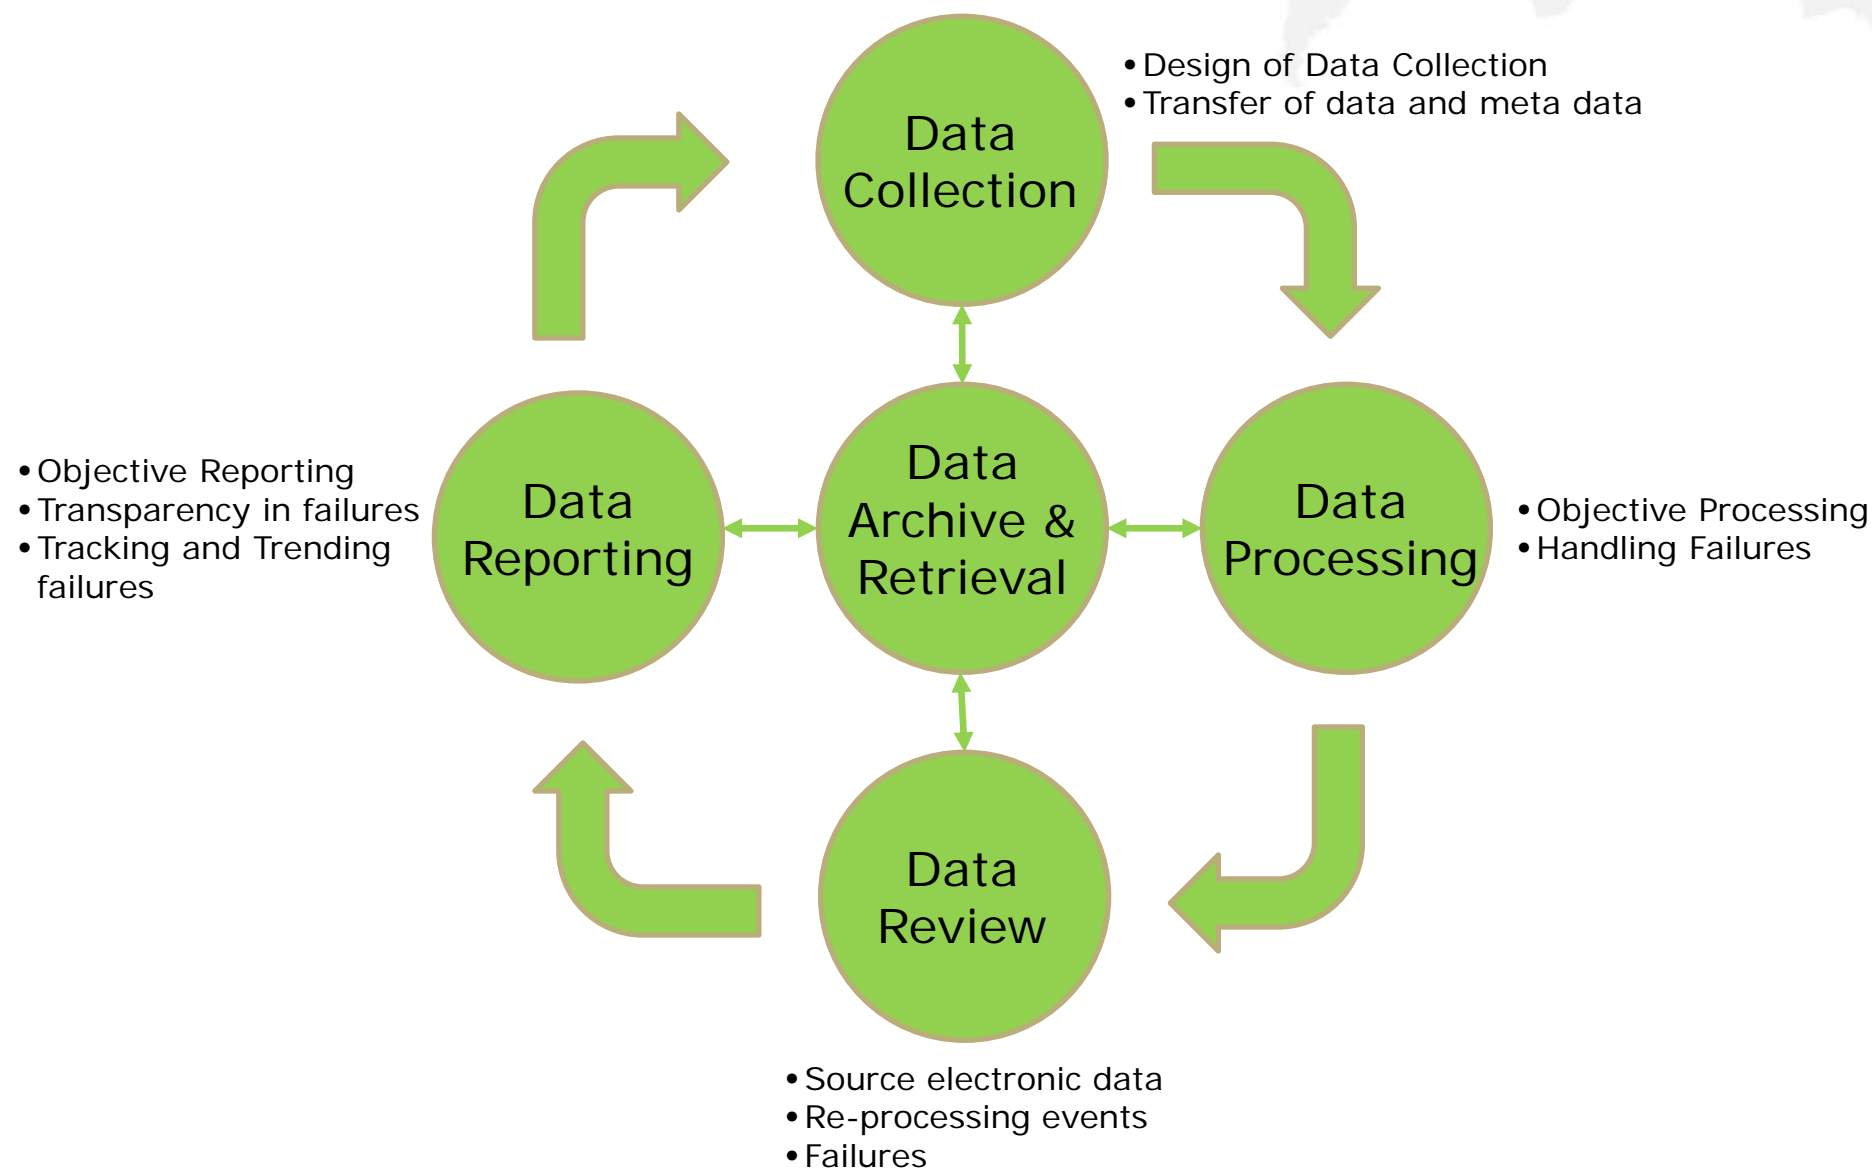 Data
Collection
• Design of Data Collection
• Transfer of data and meta data
• Objective Reporting
• Transparency in failures
• Tracking and Trending
failures
Data
Reporting
Data
Archive &
Retrieval
Data
Processing
• Objective Processing
• Handling Failures
Data
Review
• Source electronic data
• Re-processing events
• Failures